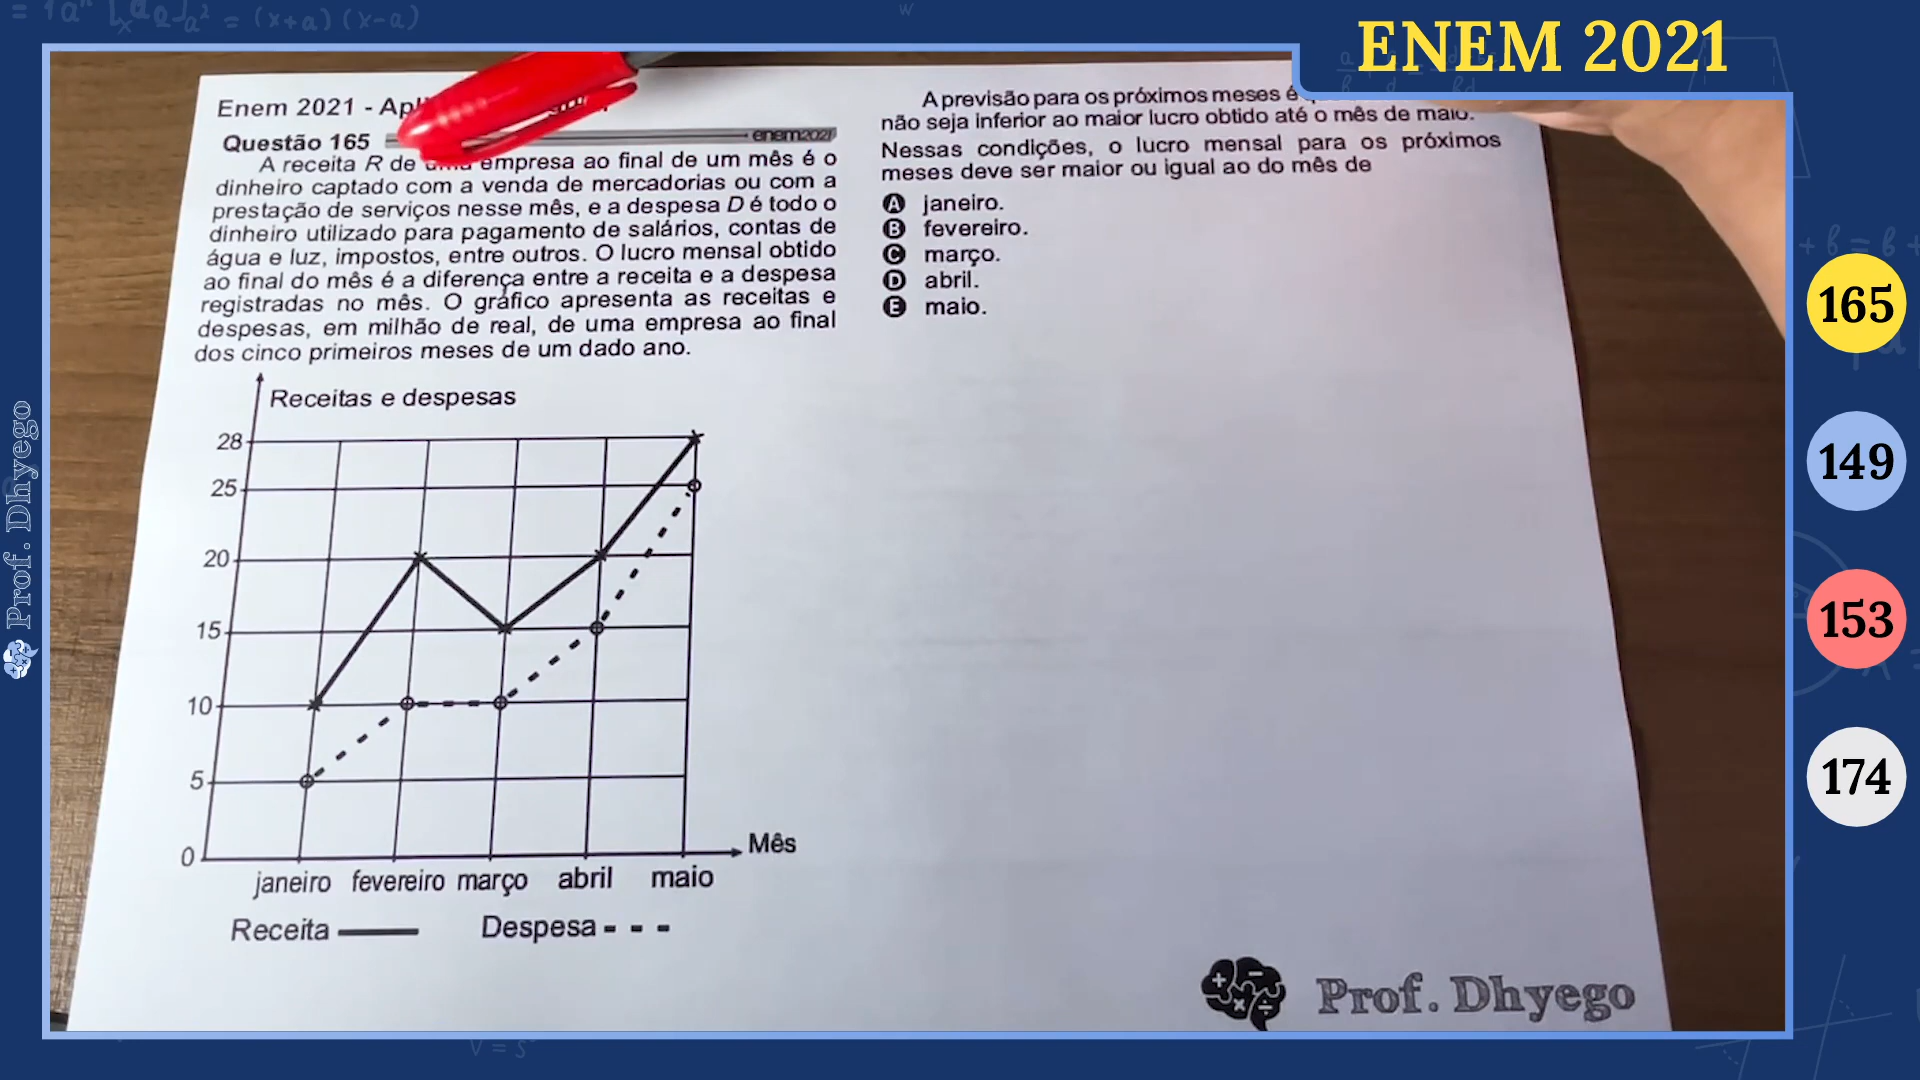 ENEM 2021
Enem 2021 -
Questão 165
enem2021
A receita R de empresa ao final de um mês é o
dinheiro captado com a venda de mercadorias ou com a
prestação de serviços nesse mês, e a despesa D é todo o
dinheiro utilizado para pagamento de salários, contas de
água e luz, impostos, entre outros. O lucro mensal obtido
ao final do mês é a diferença entre a receita e a despesa
registradas no mês. O gráfico apresenta as receitas e
despesas, em milhão de real, de uma empresa ao final
dos cinco primeiros meses de um dado ano.
Receitas e despesas
28
25
20
15
10
5
0
Mês
janeiro fevereiro março abril maio
Receita Despesa
A previsão para os próximos meses é
não seja inferior ao maior lucro obtido até o mês de maio.
Nessas condições, o lucro mensal para os próximos
meses deve ser maior ou igual ao do mês de
A janeiro.
B fevereiro.
C março.
D abril.
E maio.
Prof. Dhyego
165
149
153
174
Prof. Dhyego